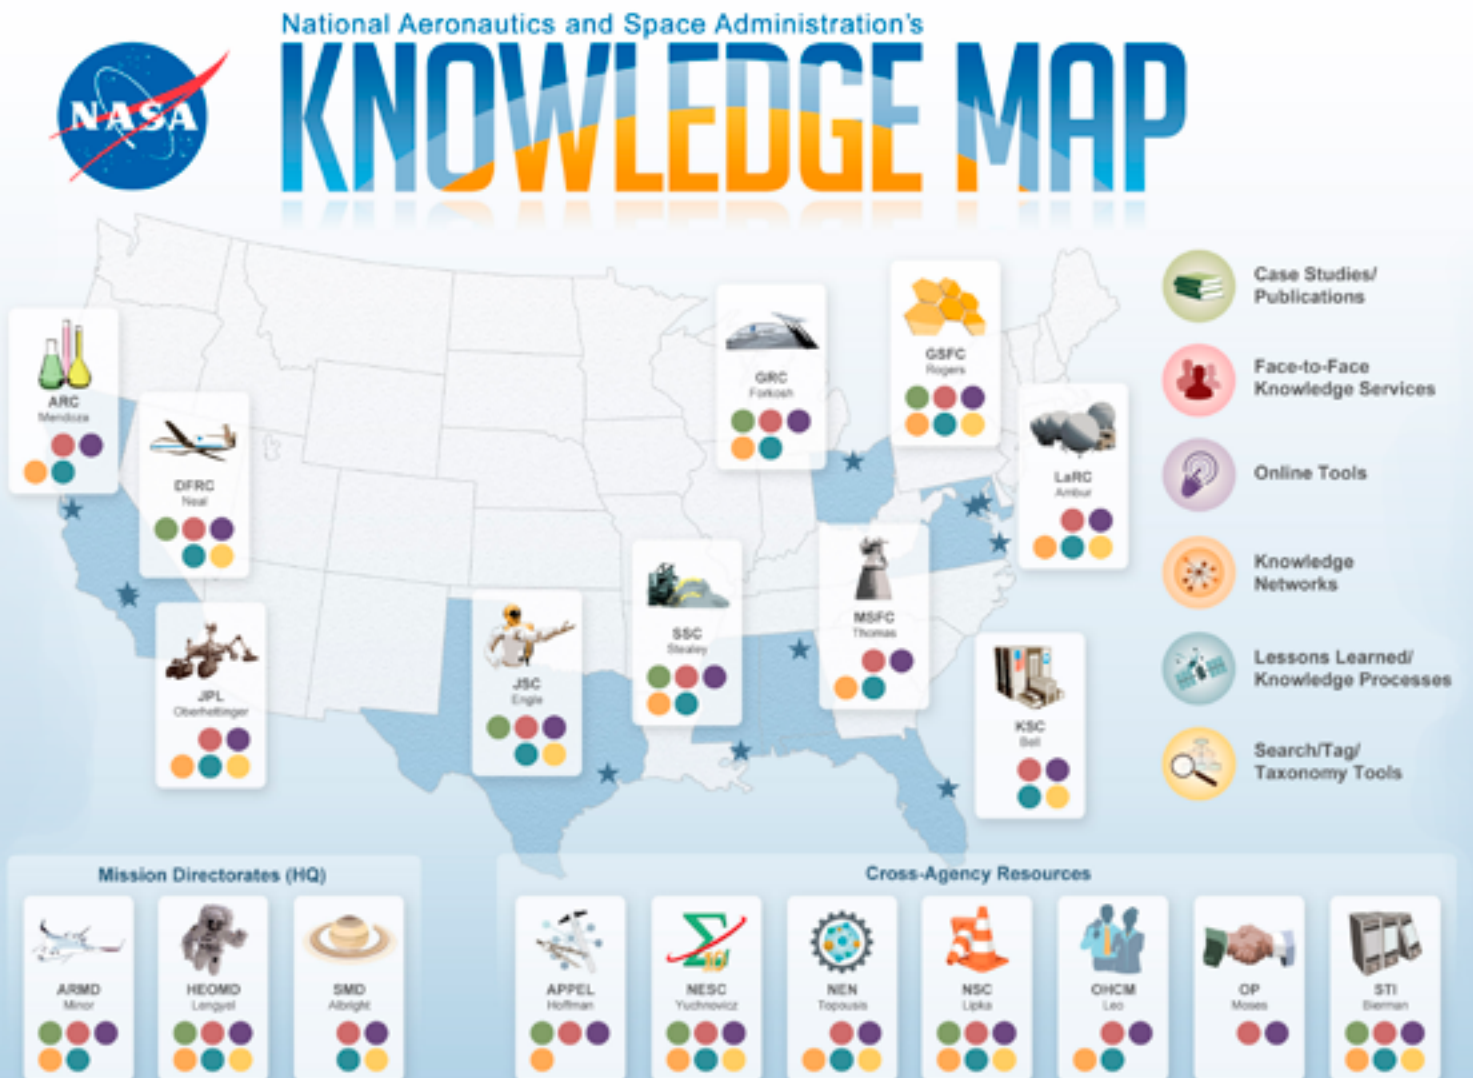 National Aeronautics and Space Administration's
NASA
KNOWLEDGE MAP
Case Studies/
Publications
Face-to-Face
Knowledge Services
Online Tools
Knowledge
Networks
Lessons Learned/
Knowledge Processes
Search/Tag/
Taxonomy Tools
ARC
Mendoza
DFRC
Neal
JPL
Oberhettinger
JSC
Engle
SSC
Stealey
GRC
Forkosh
GSFC
Rogers
LaRC
Ambur
MSFC
Thomas
KSC
Bell
Mission Directorates (HQ)
ARMD
Minor
HEOMD
Lengyel
SMD
Albright
Cross-Agency Resources
APPEL
Hoffman
NESC
Yuchnovicz
NEN
Topousis
NSC
Lipka
OHCM
Leo
OP
Moses
STI
Bierman